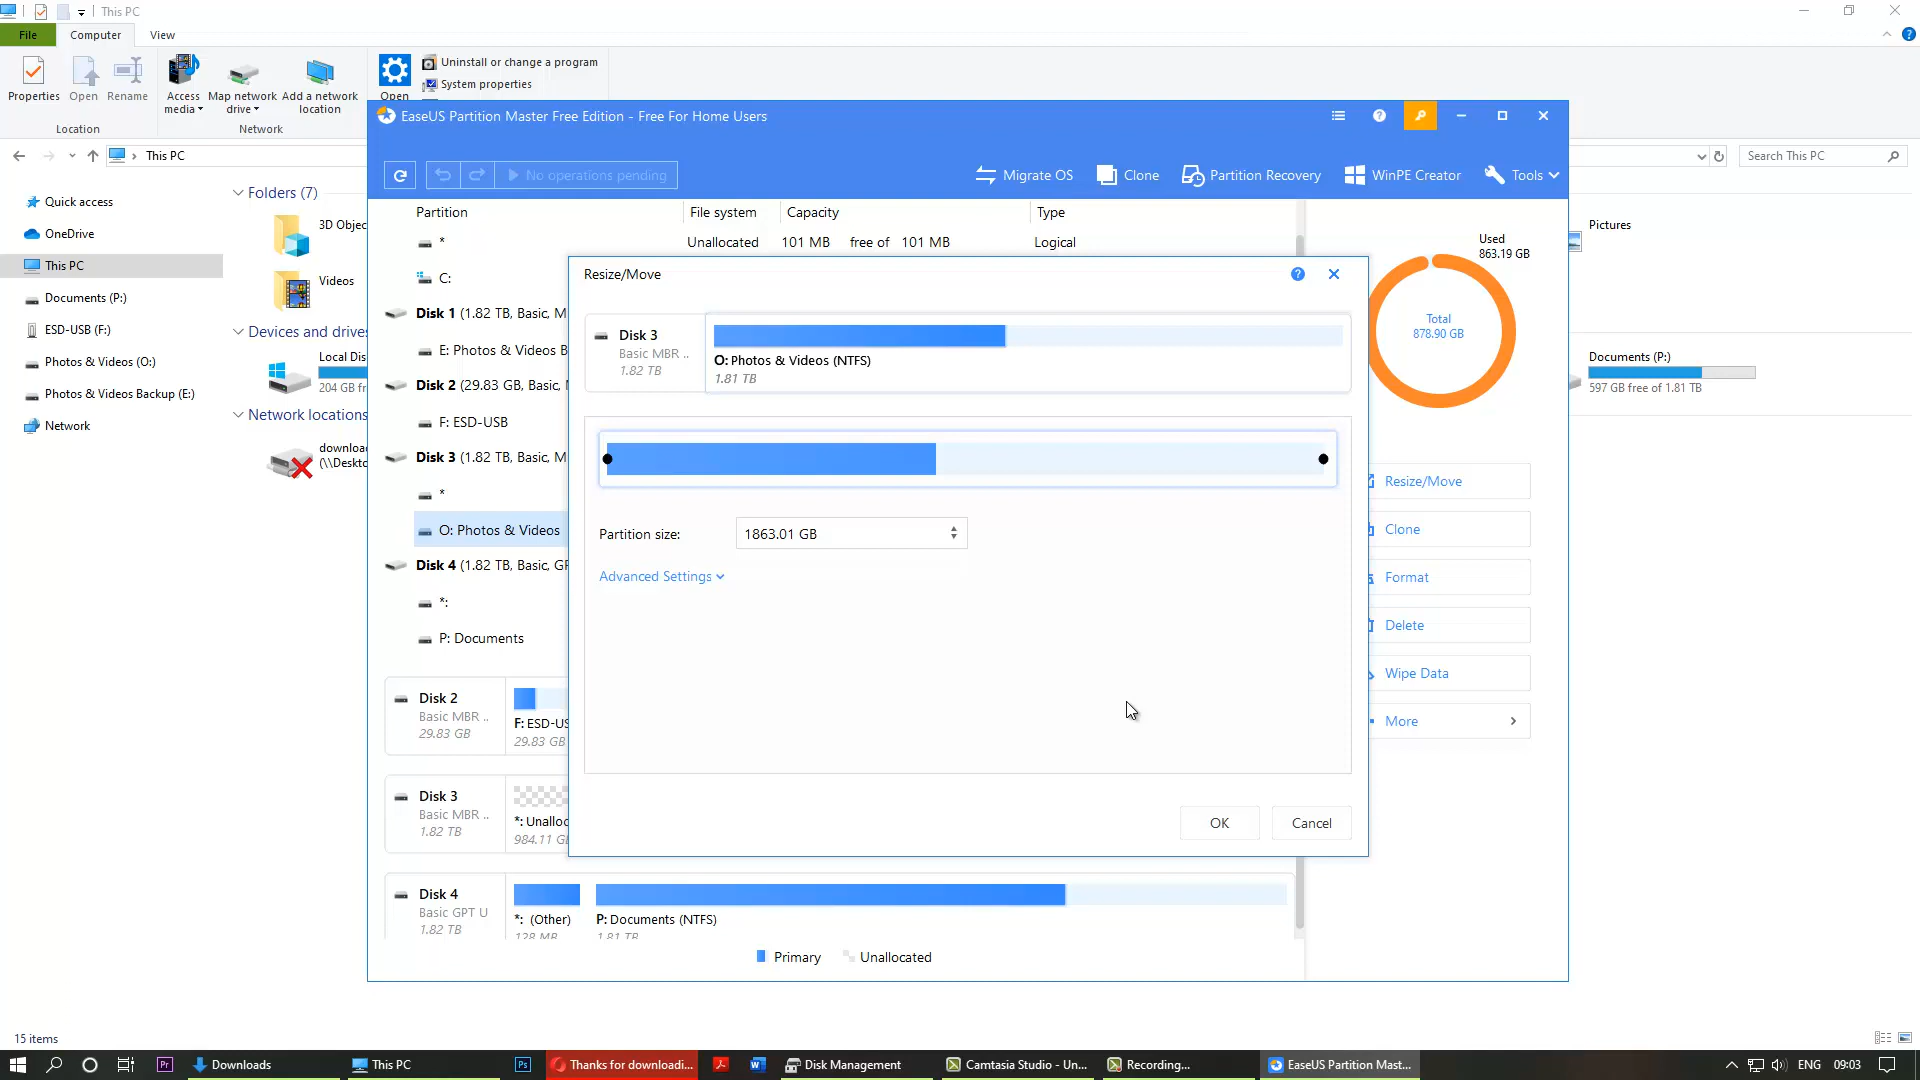 This PC
File
Computer
View
Properties
Open
Rename
Access
media
Map network
drive
Add a network
location
Open
Uninstall or change a program
System properties
Location
Network
This PC
Search This PC
Quick access
OneDrive
This PC
Documents (P:)
ESD-USB (F:)
Photos & Videos (O:)
Photos & Videos Backup (E:)
Network
Folders (7)
3D Objec
Videos
Devices and drives
Local Dis
204 GB fr
Network locations
downloa
(\\Deskto
Pictures
Documents (P:)
597 GB free of 1.81 TB
EaseUS Partition Master Free Edition - Free For Home Users
No operations pending
Migrate OS
Clone
Partition Recovery
WinPE Creator
Tools
Partition
File system
Capacity
Type
*
Unallocated
101 MB free of 101 MB
Logical
C:
Disk 1 (1.82 TB, Basic, M
E: Photos & Videos B
Disk 2 (29.83 GB, Basic,
F: ESD-USB
Disk 3 (1.82 TB, Basic, M
*
O: Photos & Videos
Disk 4 (1.82 TB, Basic, GP
*:
P: Documents
Disk 2
Basic MBR ..
29.83 GB
F: ESD-US
29.83 GB
Disk 3
Basic MBR ..
1.82 TB
*: Unalloc
984.11 GB
Disk 4
Basic GPT U
1.82 TB
*: (Other)
128 MB
P: Documents (NTFS)
1.81 TB
Primary
Unallocated
Used
863.19 GB
Total
878.90 GB
Resize/Move
Clone
Format
Delete
Wipe Data
More
Resize/Move
Disk 3
Basic MBR ..
1.82 TB
O: Photos & Videos (NTFS)
1.81 TB
Partition size:
1863.01 GB
Advanced Settings
OK
Cancel
15 items
Pr
Downloads
This PC
Ps
Thanks for downloadi...
Disk Management
Camtasia Studio - Un...
Recording...
EaseUS Partition Mast...
ENG
09:03